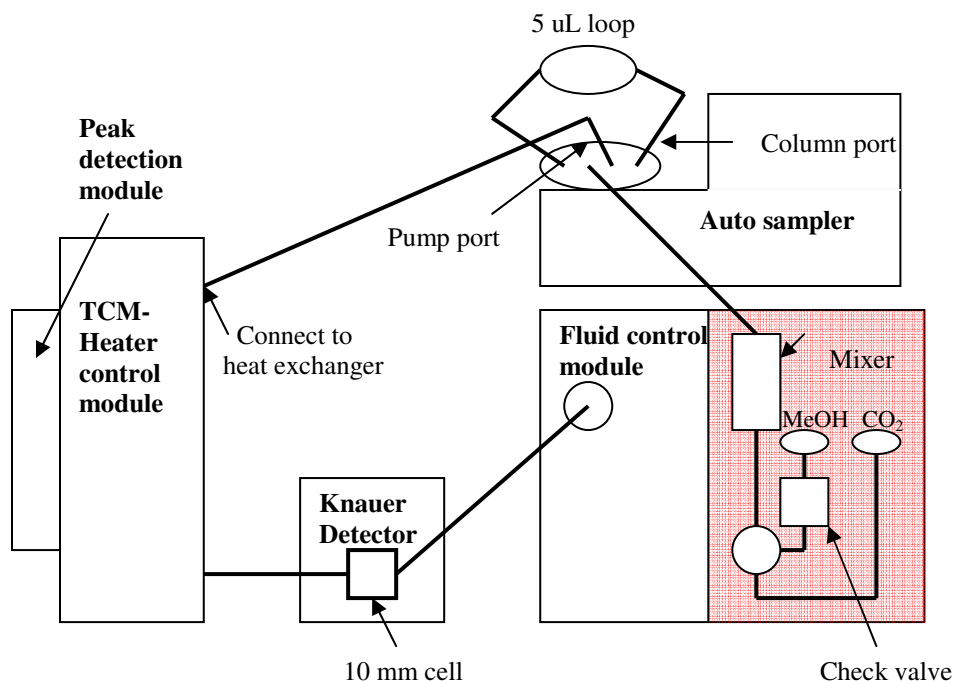 5 uL loop
Peak
detection
module
Column port
Pump port
Auto sampler
TCM-
Heater
control
module
Connect to
heat exchanger
Fluid control
module
Mixer
MeOH
CO₂
Knauer
Detector
10 mm cell
Check valve